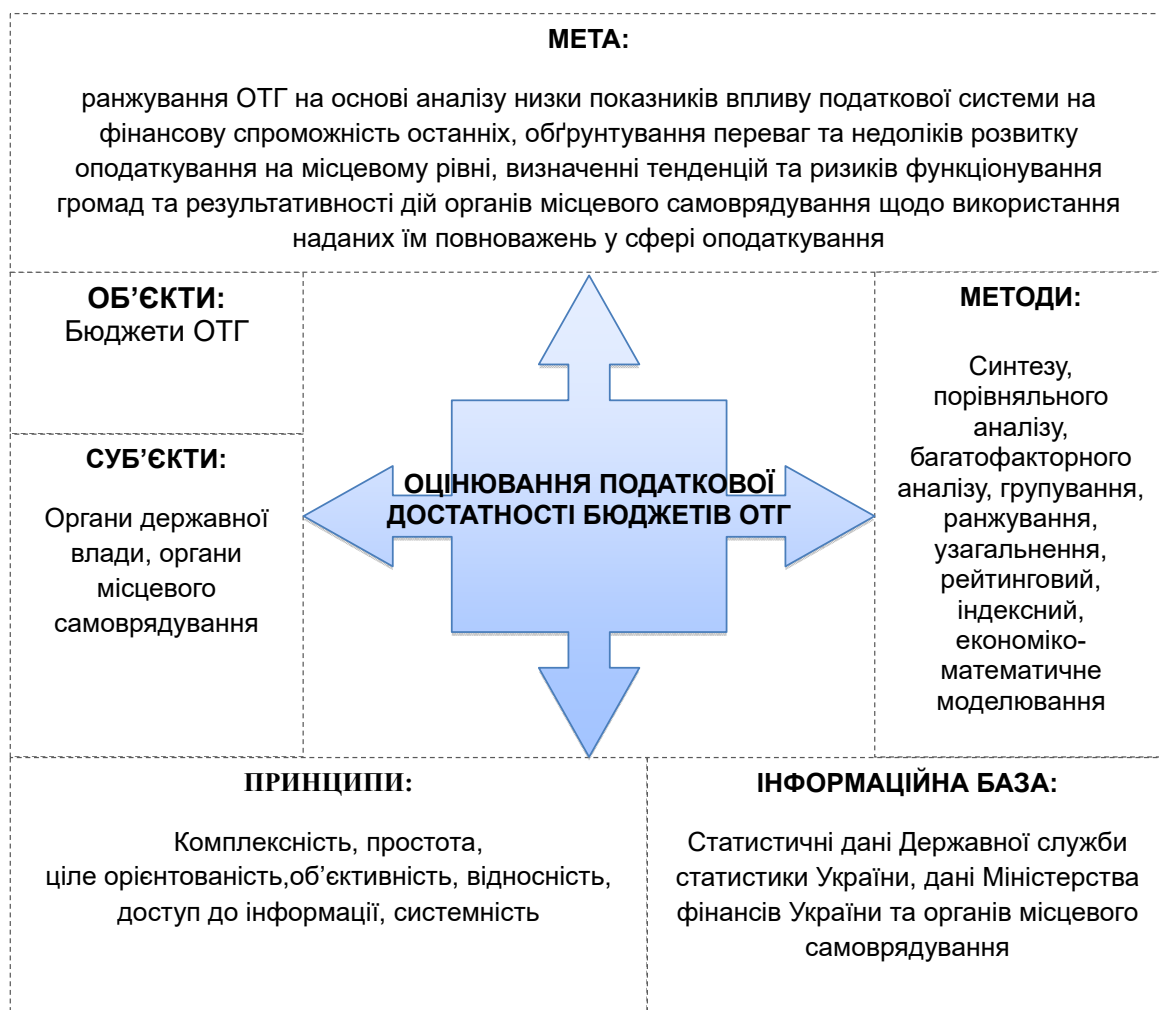 МЕТА:
ранжування ОТГ на основі аналізу низки показників впливу податкової системи на
фінансову спроможність останніх, обґрунтування переваг та недоліків розвитку
оподаткування на місцевому рівні, визначенні тенденцій та ризиків функціонування
громад та результативності дій органів місцевого самоврядування щодо використання
наданих їм повноважень у сфері оподаткування
ОБ’ЄКТИ:
Бюджети ОТГ
СУБ’ЄКТИ:
Органи державної
влади, органи
місцевого
самоврядування
ОЦІНЮВАННЯ ПОДАТКОВОЇ
ДОСТАТНОСТІ БЮДЖЕТІВ ОТГ
МЕТОДИ:
Синтезу,
порівняльного
аналізу,
багатофакторного
аналізу, групування,
ранжування,
узагальнення,
рейтинговий,
індексний,
економіко-
математичне
моделювання
ПРИНЦИПИ:
Комплексність, простота,
ціле орієнтованість,об’єктивність, відносність,
доступ до інформації, системність
ІНФОРМАЦІЙНА БАЗА:
Статистичні дані Державної служби
статистики України, дані Міністерства
фінансів України та органів місцевого
самоврядування